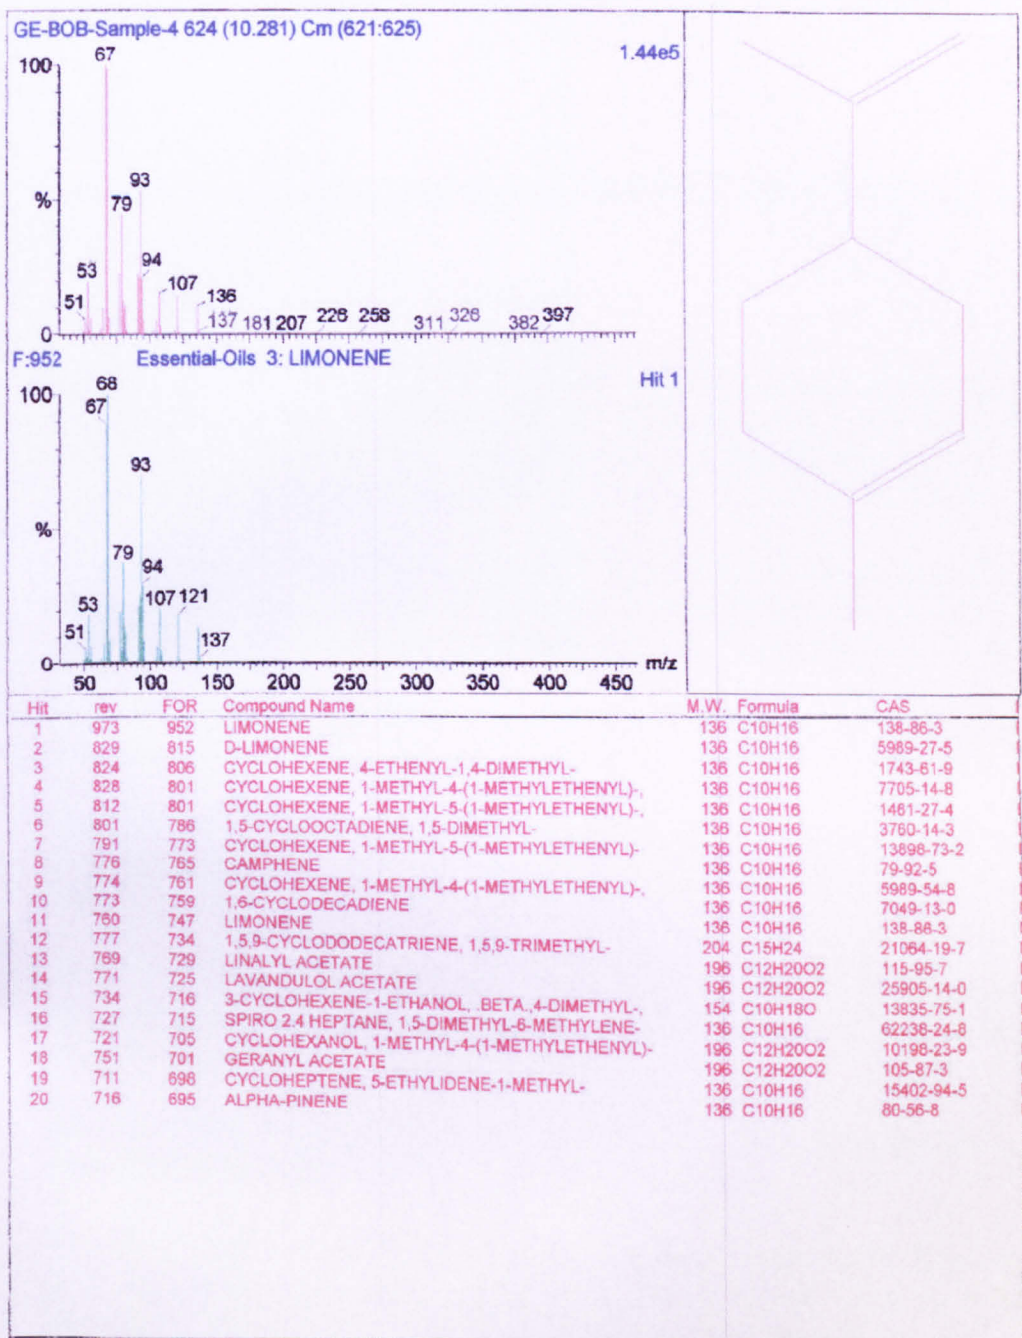 GE-BOB-Sample-4 624 (10.281) Cm (621:625)
1.44e5
100
%
0
67
93
79
94
53
51
107
136
137
181
207
228
258
311
328
382
397
F:952 Essential-Oils 3: LIMONENE
Hit 1
100
%
0
68
67
93
79
94
53
51
107
121
137
50 100 150 200 250 300 350 400 450 m/z
Hit rev FOR Compound Name M.W. Formula CAS
1 973 952 LIMONENE 136 C10H16 138-86-3
2 829 815 D-LIMONENE 136 C10H16 5989-27-5
3 824 806 CYCLOHEXENE, 4-ETHENYL-1,4-DIMETHYL- 136 C10H16 1743-61-9
4 828 801 CYCLOHEXENE, 1-METHYL-4-(1-METHYLETHENYL)-, 136 C10H16 7705-14-8
5 812 801 CYCLOHEXENE, 1-METHYL-5-(1-METHYLETHENYL)-, 136 C10H16 1461-27-4
6 801 786 1,5-CYCLOOCTADIENE, 1,5-DIMETHYL- 136 C10H16 3760-14-3
7 791 773 CYCLOHEXENE, 1-METHYL-5-(1-METHYLETHENYL)- 136 C10H16 13898-73-2
8 776 765 CAMPHENE 136 C10H16 79-92-5
9 774 761 CYCLOHEXENE, 1-METHYL-4-(1-METHYLETHENYL)-, 136 C10H16 5989-54-8
10 773 759 1,6-CYCLODECADIENE 136 C10H16 7049-13-0
11 760 747 LIMONENE 136 C10H16 138-86-3
12 777 734 1,5,9-CYCLODODECATRIENE, 1,5,9-TRIMETHYL- 204 C15H24 21064-19-7
13 769 729 LINALYL ACETATE 196 C12H20O2 115-95-7
14 771 725 LAVANDULOL ACETATE 196 C12H20O2 25905-14-0
15 734 716 3-CYCLOHEXENE-1-ETHANOL, .BETA.,4-DIMETHYL-, 154 C10H18O 13835-75-1
16 727 715 SPIRO 2.4 HEPTANE, 1,5-DIMETHYL-6-METHYLENE- 136 C10H16 62238-24-8
17 721 705 CYCLOHEXANOL, 1-METHYL-4-(1-METHYLETHENYL)- 196 C12H20O2 10198-23-9
18 751 701 GERANYL ACETATE 196 C12H20O2 105-87-3
19 711 698 CYCLOHEPTENE, 5-ETHYLIDENE-1-METHYL- 136 C10H16 15402-94-5
20 716 695 ALPHA-PINENE 136 C10H16 80-56-8